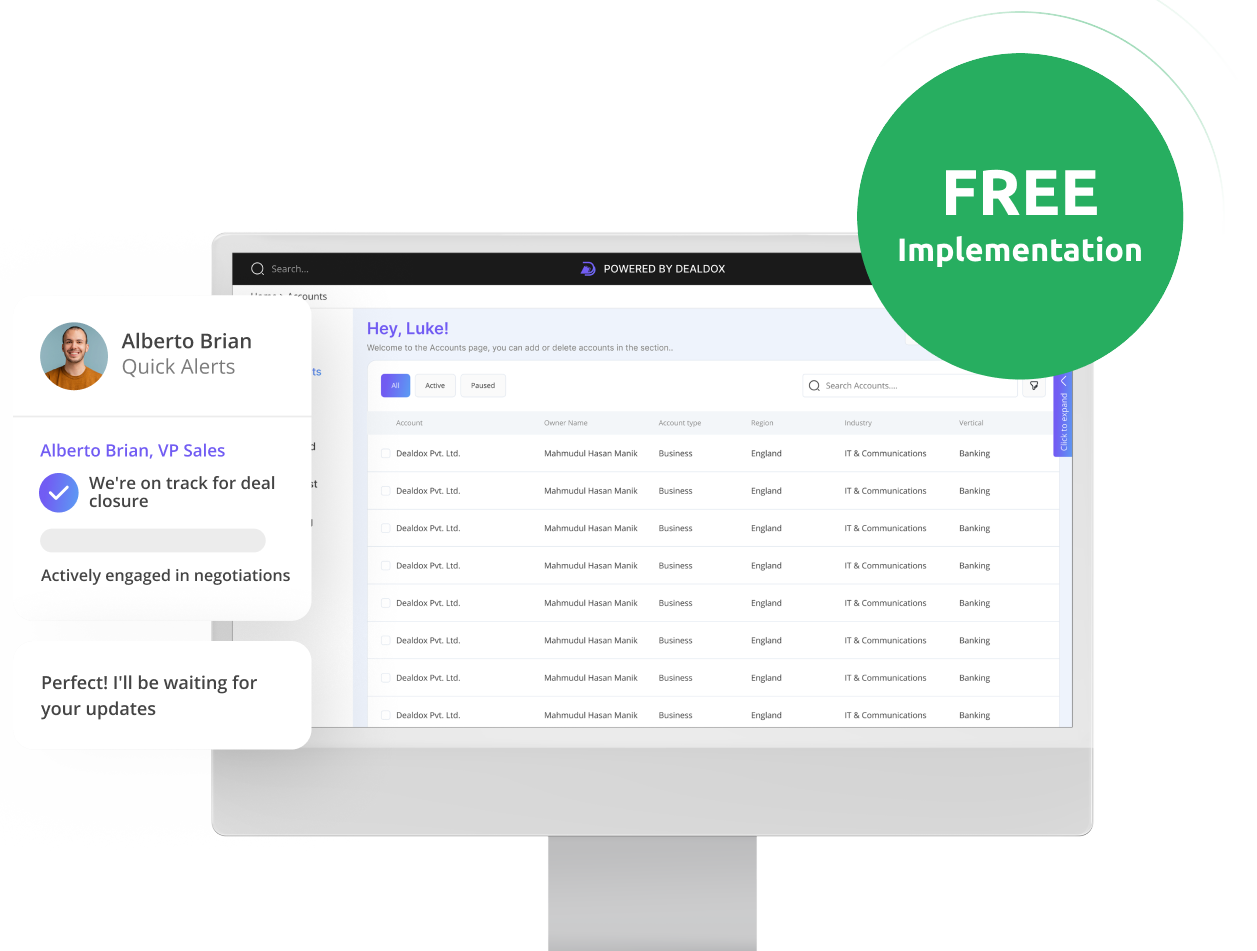 FREE
Implementation
Search...
POWERED BY DEALDOX
Accounts
Hey, Luke!
Welcome to the Accounts page, you can add or delete accounts in the section..
All
Active
Paused
Search Accounts....
Click to expand
Account Owner Name Account type Region Industry Vertical
Dealdox Pvt. Ltd. Mahmudul Hasan Manik Business England IT & Communications Banking
Dealdox Pvt. Ltd. Mahmudul Hasan Manik Business England IT & Communications Banking
Dealdox Pvt. Ltd. Mahmudul Hasan Manik Business England IT & Communications Banking
Dealdox Pvt. Ltd. Mahmudul Hasan Manik Business England IT & Communications Banking
Dealdox Pvt. Ltd. Mahmudul Hasan Manik Business England IT & Communications Banking
Dealdox Pvt. Ltd. Mahmudul Hasan Manik Business England IT & Communications Banking
Dealdox Pvt. Ltd. Mahmudul Hasan Manik Business England IT & Communications Banking
Dealdox Pvt. Ltd. Mahmudul Hasan Manik Business England IT & Communications Banking
Alberto Brian
Quick Alerts
Alberto Brian, VP Sales
We're on track for deal
closure
Actively engaged in negotiations
Perfect! I'll be waiting for
your updates